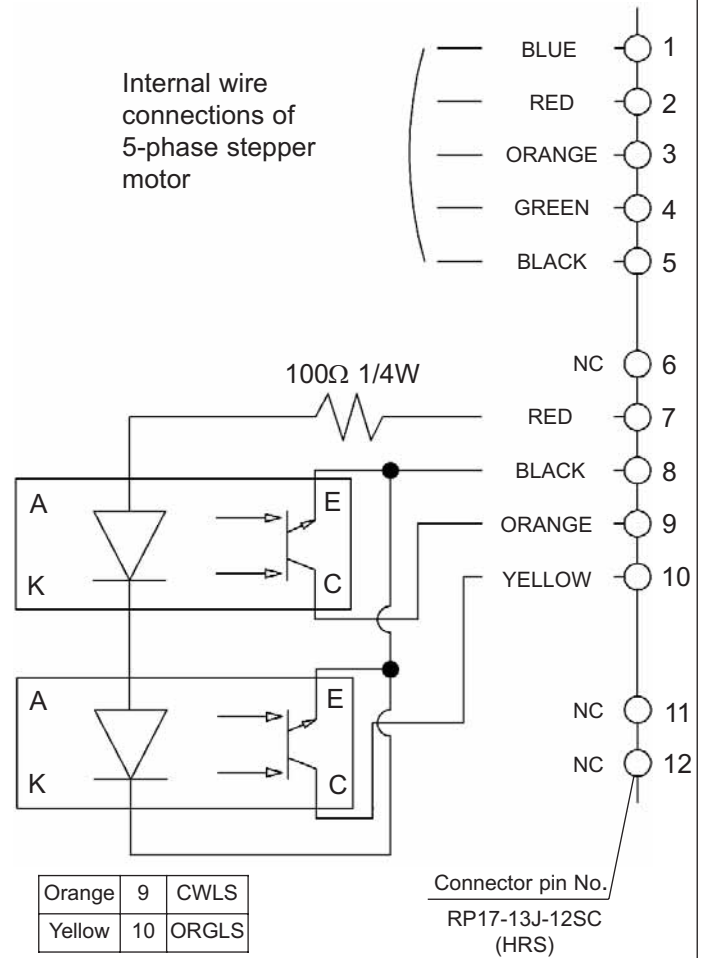 Internal wire
connections of
5-phase stepper
motor
BLUE 1
RED 2
ORANGE 3
GREEN 4
BLACK 5
NC 6
100Ω 1/4W
RED 7
BLACK 8
ORANGE 9
YELLOW 10
A E
K C
A E
K C
NC 11
NC 12
Orange 9 CWLS
Yellow 10 ORGLS
Connector pin No.
RP17-13J-12SC
(HRS)